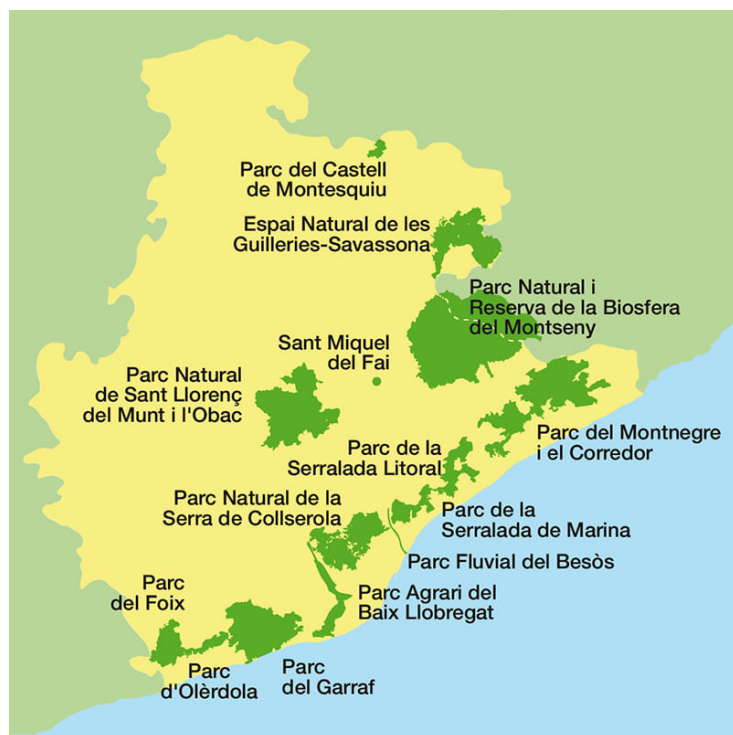 Parc del Castell
de Montesquiu
Espai Natural de les
Guilleries-Savassona
Parc Natural i
Reserva de la Biosfera
del Montseny
Sant Miquel
del Fai
Parc Natural
de Sant Llorenç
del Munt i l'Obac
Parc del Montnegre
i el Corredor
Parc de la
Serralada Litoral
Parc Natural de la
Serra de Collserola
Parc de la
Serralada de Marina
Parc Fluvial del Besòs
Parc
del Foix
Parc Agrari del
Baix Llobregat
Parc
d'Olèrdola
Parc
del Garraf